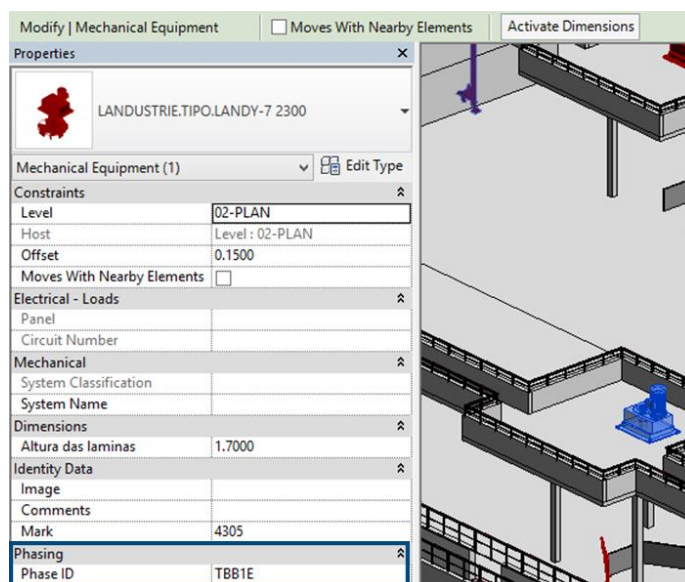 Modify | Mechanical Equipment Moves With Nearby Elements Activate Dimensions
Properties
LANDUSTRIE.TIPO.LANDY-7 2300
Mechanical Equipment (1) Edit Type
Constraints
Level 02-PLAN
Host Level : 02-PLAN
Offset 0.1500
Moves With Nearby Elements
Electrical - Loads
Panel
Circuit Number
Mechanical
System Classification
System Name
Dimensions
Altura das laminas 1.7000
Identity Data
Image
Comments
Mark 4305
Phasing
Phase ID TBB1E